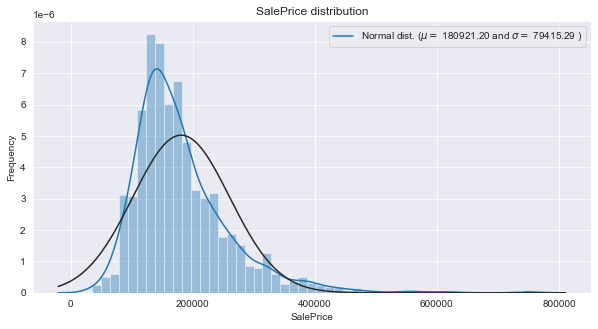 SalePrice distribution
1e−6
Normal dist. (μ = 180921.20 and σ = 79415.29 )
8
7
6
5
4
3
2
1
0
Frequency
0 200000 400000 600000 800000
SalePrice